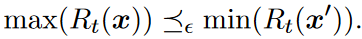 max(R_t(𝒙)) ⪯_ϵ min(R_t(𝒙′)).